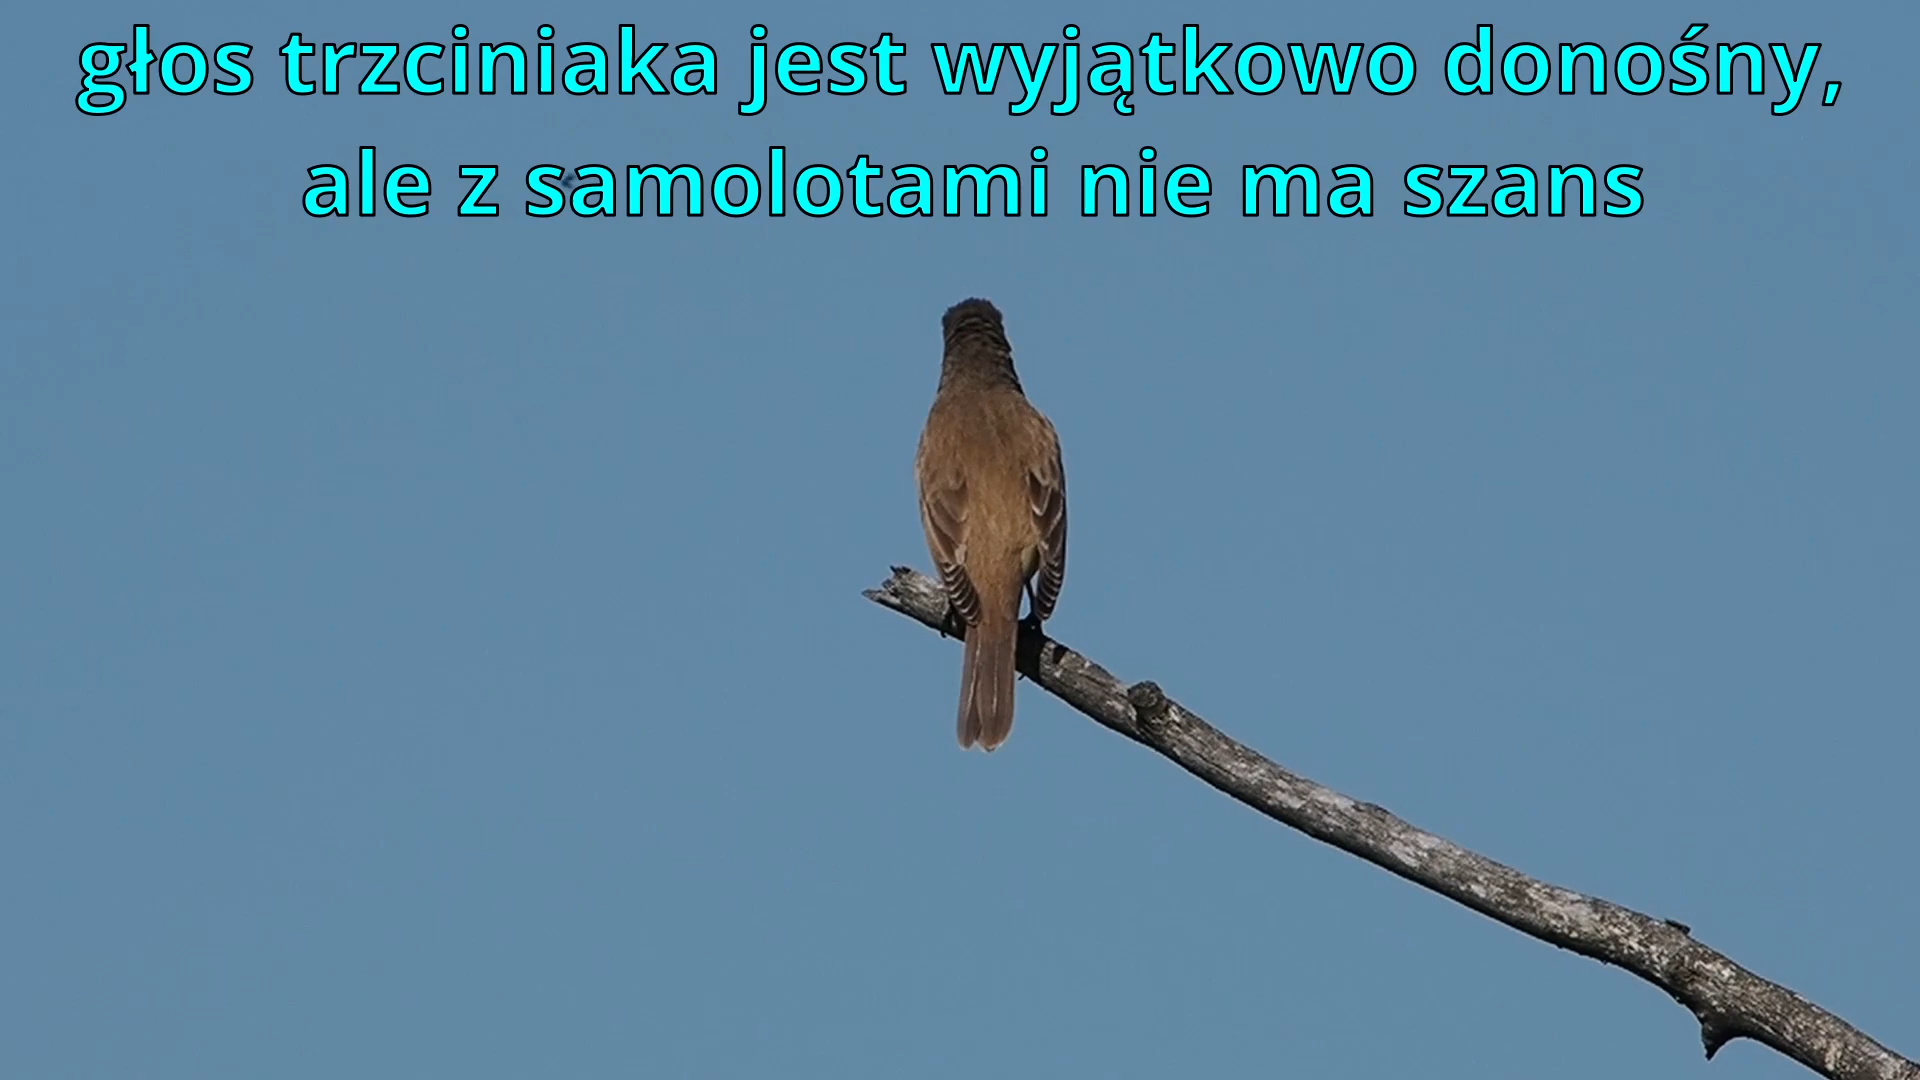 głos trzciniaka jest wyjątkowo donośny,
ale z samolotami nie ma szans